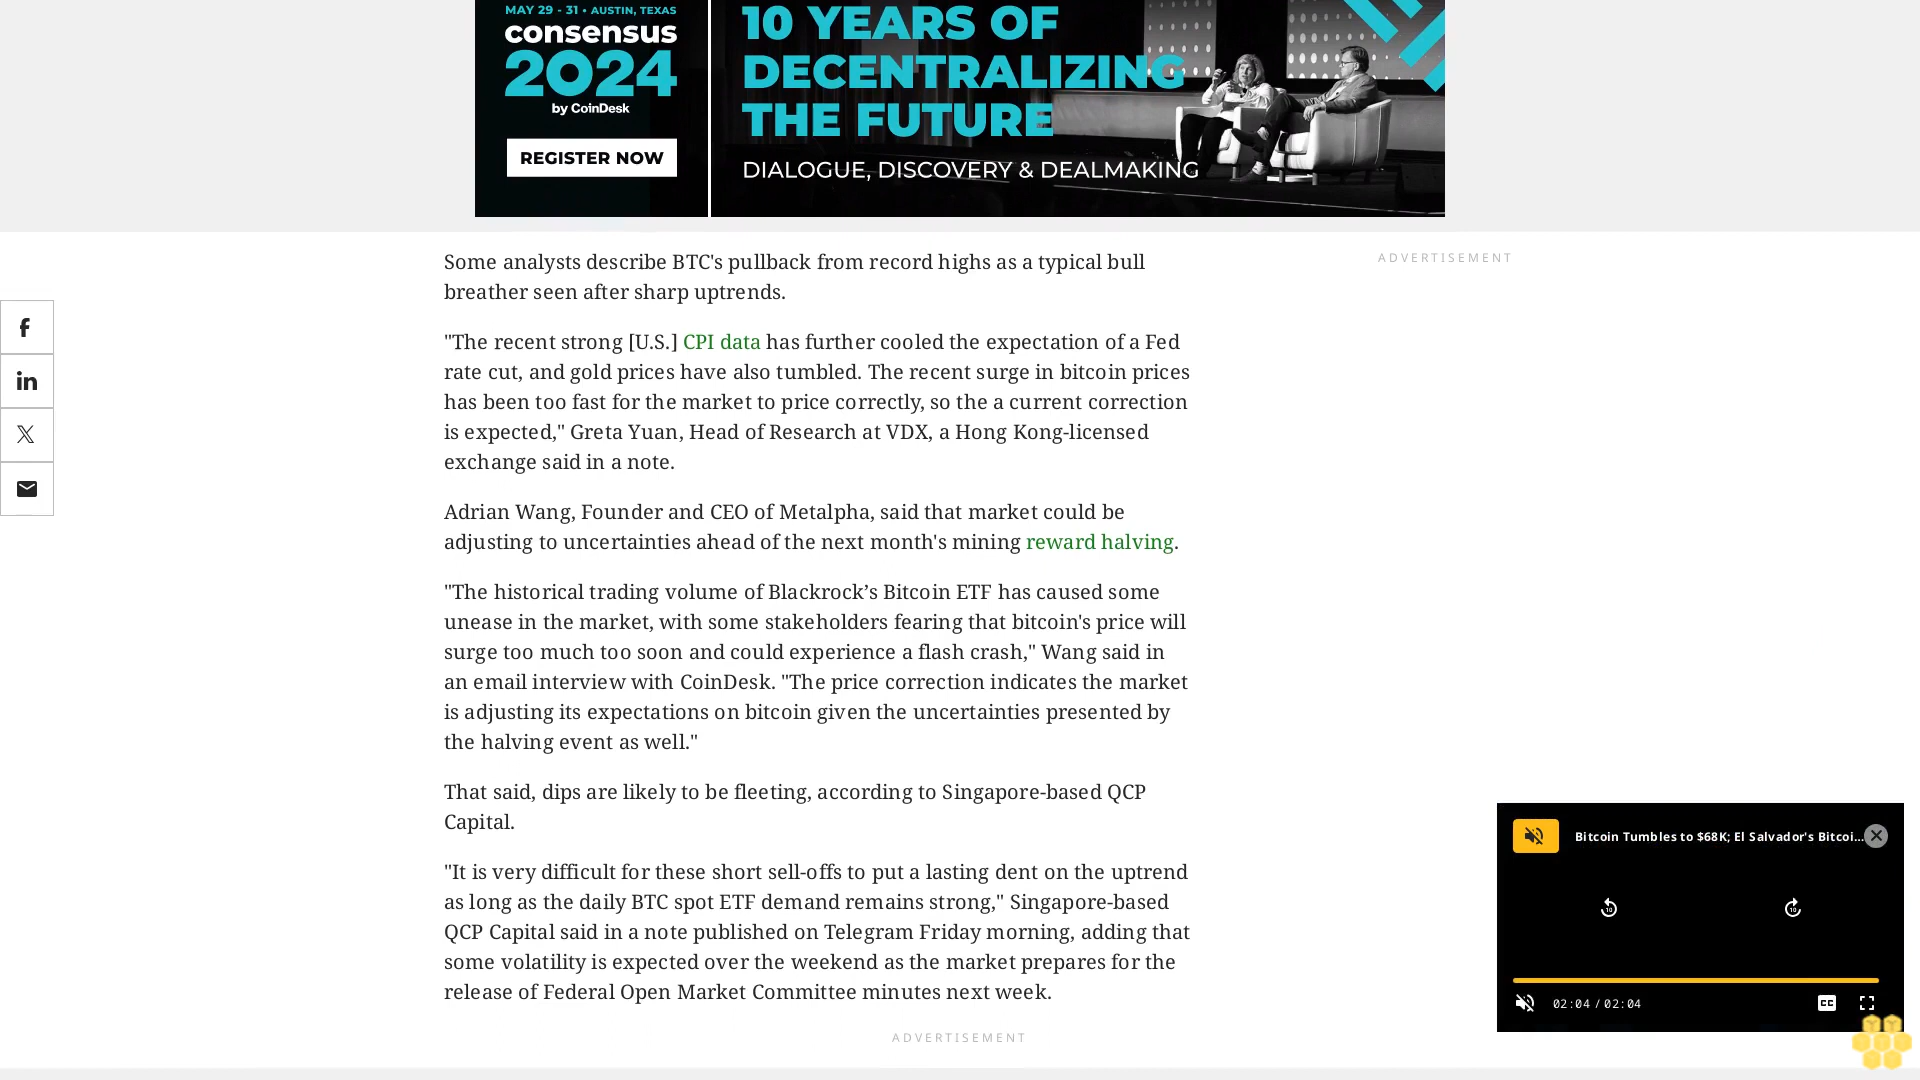 MAY 29 - 31 • AUSTIN, TEXAS
consensus
2024
by CoinDesk
REGISTER NOW
10 YEARS OF
DECENTRALIZING
THE FUTURE
DIALOGUE, DISCOVERY & DEALMAKING
ADVERTISEMENT
Some analysts describe BTC's pullback from record highs as a typical bull
breather seen after sharp uptrends.
"The recent strong [U.S.] CPI data has further cooled the expectation of a Fed
rate cut, and gold prices have also tumbled. The recent surge in bitcoin prices
has been too fast for the market to price correctly, so the a current correction
is expected," Greta Yuan, Head of Research at VDX, a Hong Kong-licensed
exchange said in a note.
Adrian Wang, Founder and CEO of Metalpha, said that market could be
adjusting to uncertainties ahead of the next month's mining reward halving.
"The historical trading volume of Blackrock’s Bitcoin ETF has caused some
unease in the market, with some stakeholders fearing that bitcoin's price will
surge too much too soon and could experience a flash crash," Wang said in
an email interview with CoinDesk. "The price correction indicates the market
is adjusting its expectations on bitcoin given the uncertainties presented by
the halving event as well."
That said, dips are likely to be fleeting, according to Singapore-based QCP
Capital.
"It is very difficult for these short sell-offs to put a lasting dent on the uptrend
as long as the daily BTC spot ETF demand remains strong," Singapore-based
QCP Capital said in a note published on Telegram Friday morning, adding that
some volatility is expected over the weekend as the market prepares for the
release of Federal Open Market Committee minutes next week.
ADVERTISEMENT
Bitcoin Tumbles to $68K; El Salvador's Bitcoi...
10
10
02:04 / 02:04
CC